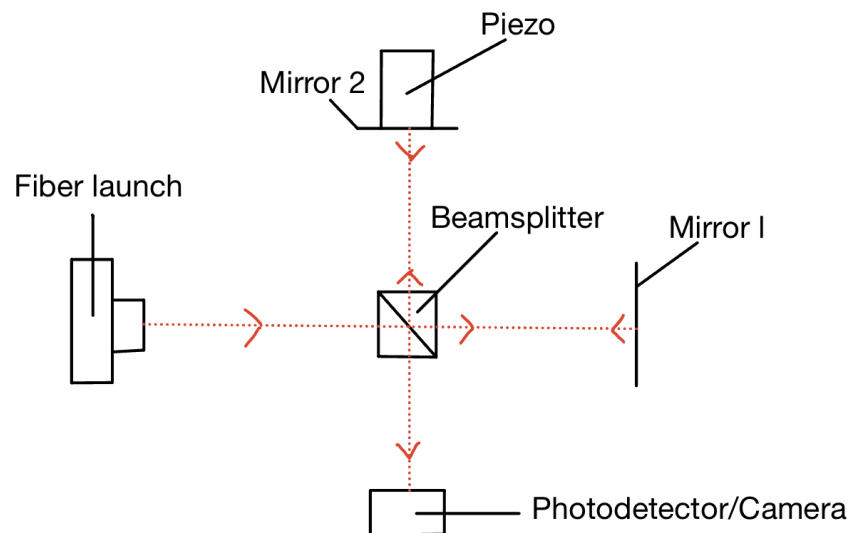 Piezo
Mirror 2
Fiber launch
Beamsplitter
Mirror I
Photodetector/Camera